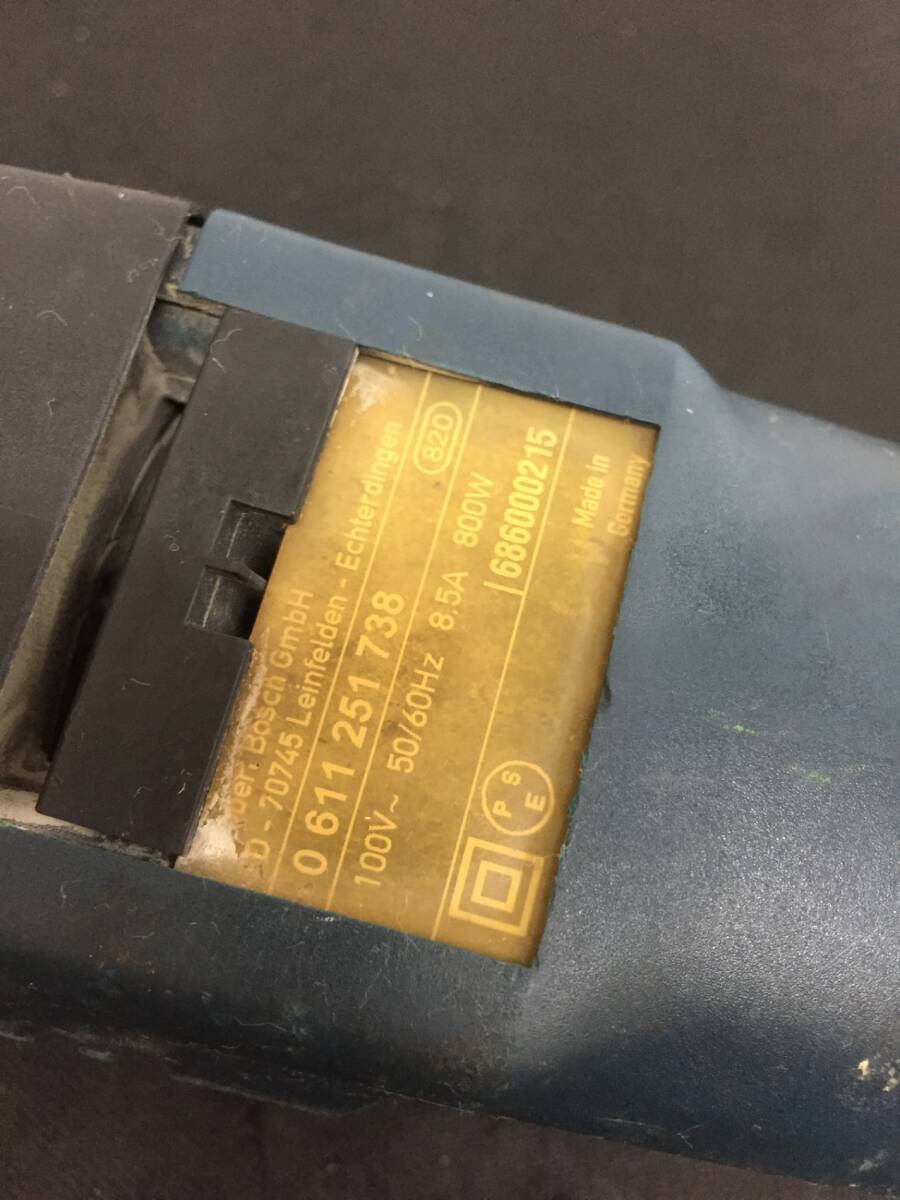 Bosch GmbH
D - 70745 Leinfelden - Echterdingen
0 611 251 738
820
100V~ 50/60Hz 8.5A 800W
686000215
PSE
Made in
Germany